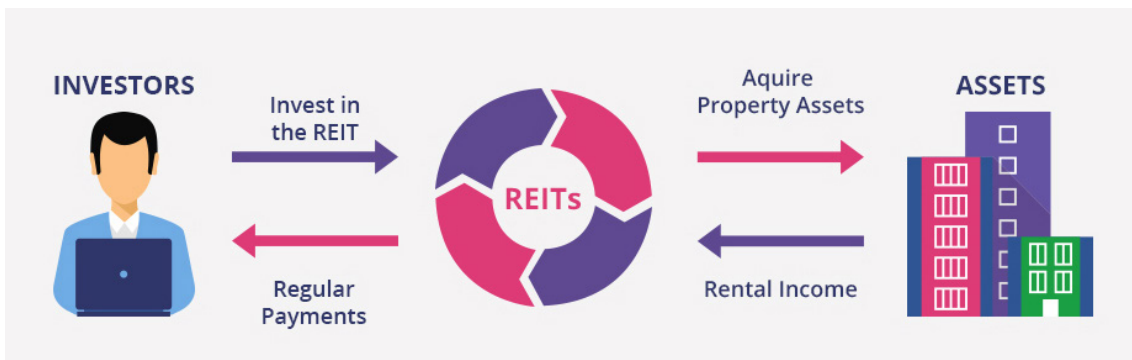 INVESTORS
Invest in
the REIT
Regular
Payments
REITs
Aquire
Property Assets
Rental Income
ASSETS